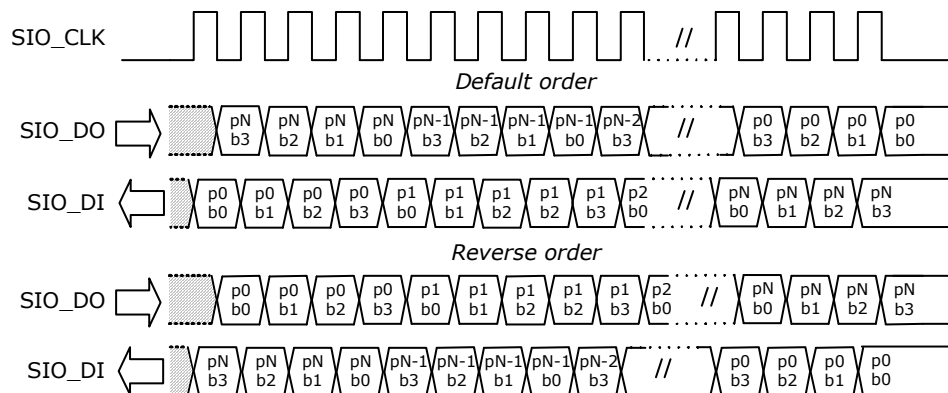 SIO_CLK //
Default order
SIO_DO
pN pN pN pN pN-1 pN-1 pN-1 pN-1 pN-2 // p0 p0 p0 p0
b3 b2 b1 b0 b3 b2 b1 b0 b3 b3 b2 b1 b0
SIO_DI
p0 p0 p0 p0 p1 p1 p1 p1 p1 p2 // pN pN pN pN
b0 b1 b2 b3 b0 b1 b2 b2 b3 b0 b0 b1 b2 b3
Reverse order
SIO_DO
p0 p0 p0 p0 p1 p1 p1 p1 p1 p2 // pN pN pN pN
b0 b1 b2 b3 b0 b1 b2 b2 b3 b0 b0 b1 b2 b3
SIO_DI
pN pN pN pN pN-1 pN-1 pN-1 pN-1 pN-2 // p0 p0 p0 p0
b3 b2 b1 b0 b3 b2 b1 b0 b3 b3 b2 b1 b0